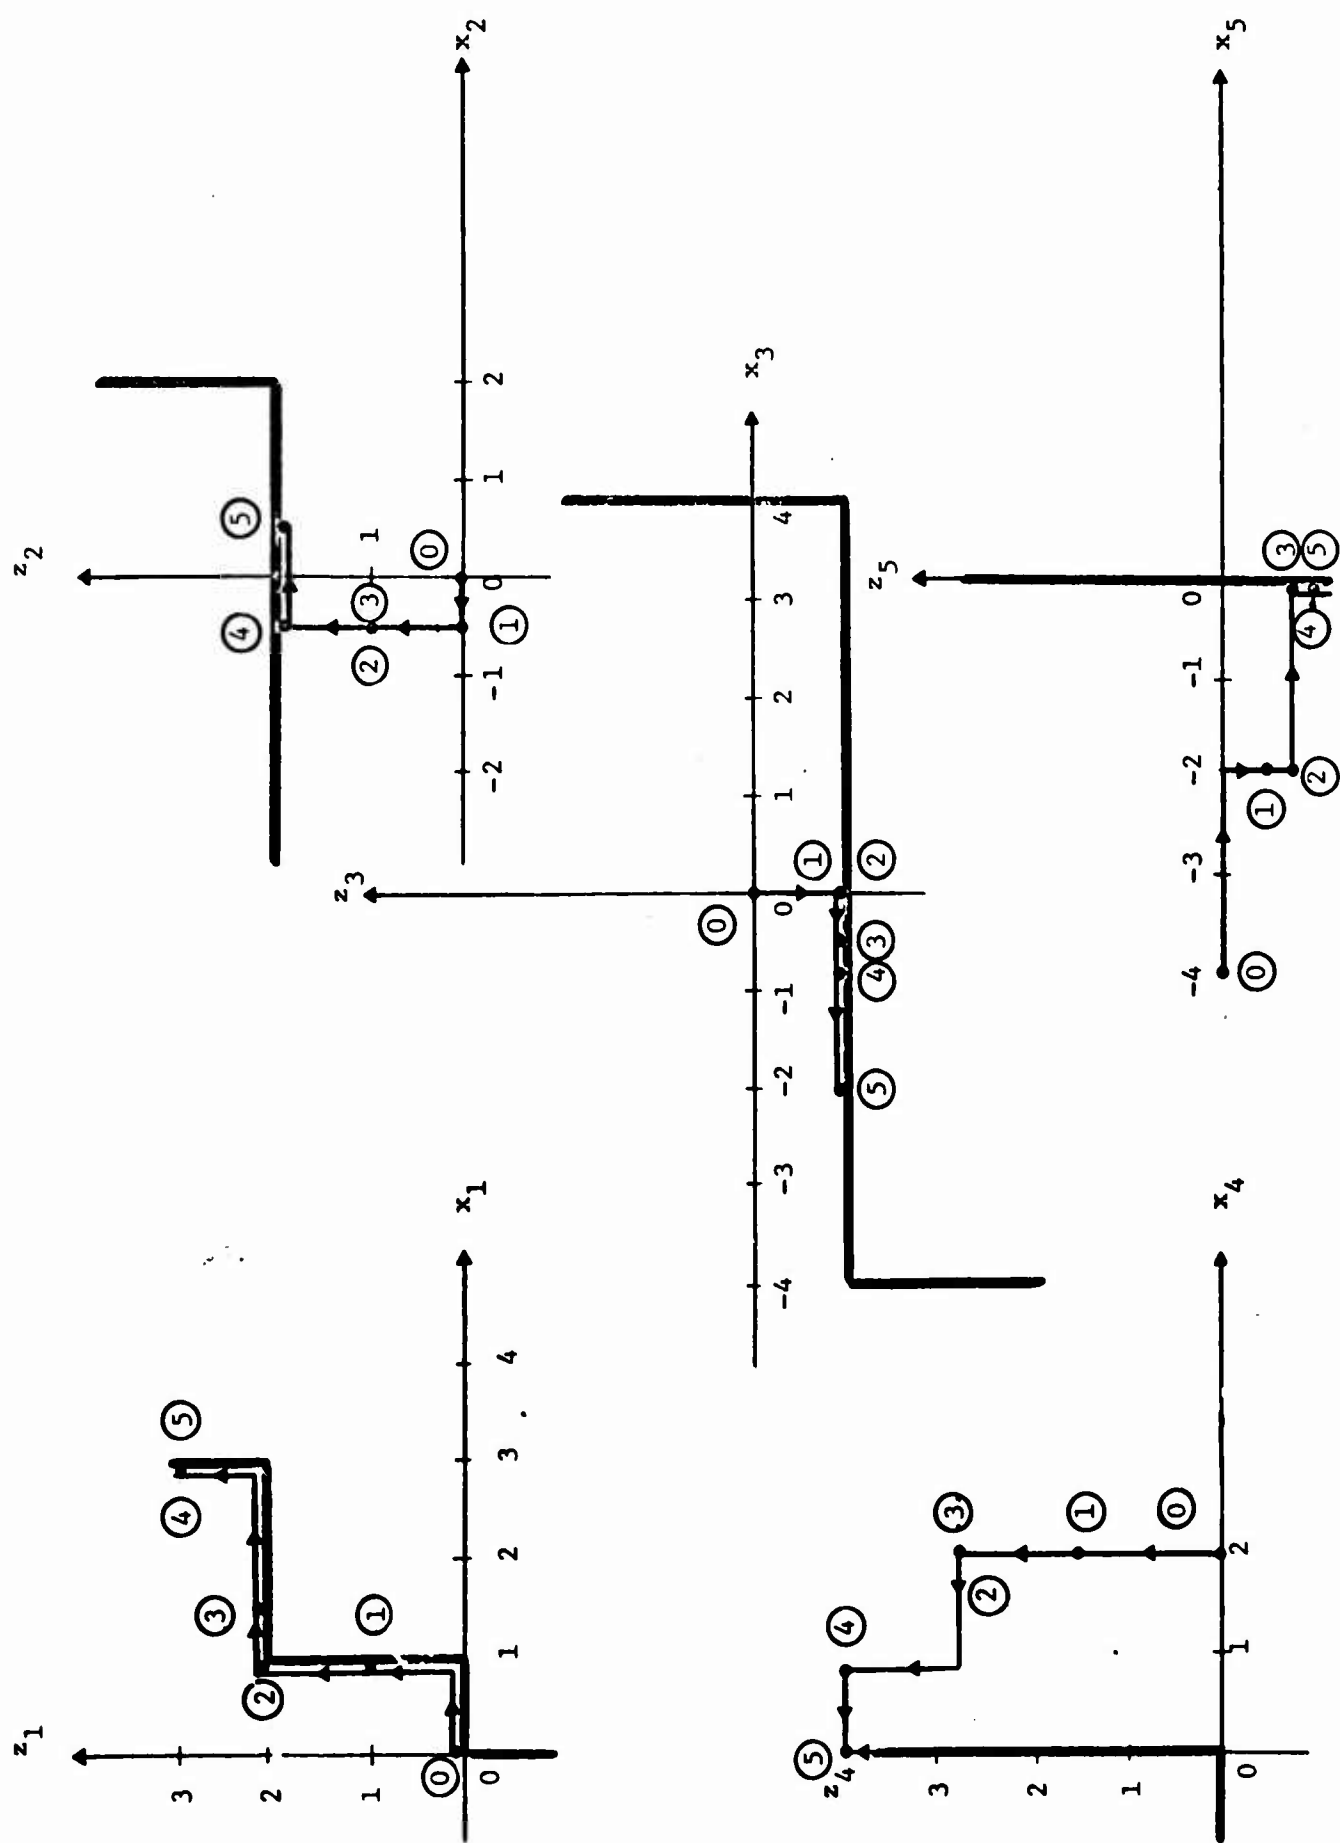 z1
⑤
3
④
③
2
②
1
①
⓪
0 1 2 3 4
x1
z2
④ ⑤
1
② ③
⓪
①
-2 -1 0 1 2
x2
z3
⓪
-4 -3 -2 -1 0 1 2 3 4
x3
①
⑤ ④ ③ ②
z4
⑤ ④ ③
3
②
2
①
1
⓪
0 1 2
x4
z5
-4 -3 -2 -1 0
x5
⓪
① ②
③
④ ⑤